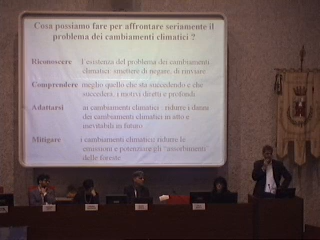 Cosa possiamo fare per affrontare seriamente il
problema dei cambiamenti climatici ?
Riconoscere l'esistenza del problema dei cambiamenti
climatici: smettere di negare, di rinviare
Comprendere meglio quello che sta succedendo e che
succederà, i motivi diretti e profondi
Adattarsi ai cambiamenti climatici : ridurre i danni
dei cambiamenti climatici in atto e
inevitabili in futuro
Mitigare i cambiamenti climatici: ridurre le
emissioni e potenziare gli "assorbimenti
delle foreste